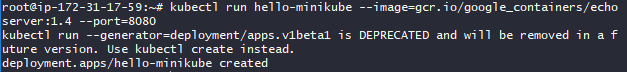 root@ip-172-31-17-59:~# kubectl run hello-minikube --image=gcr.io/google_containers/echo
server:1.4 --port=8080
kubectl run --generator=deployment/apps.v1beta1 is DEPRECATED and will be removed in a f
uture version. Use kubectl create instead.
deployment.apps/hello-minikube created